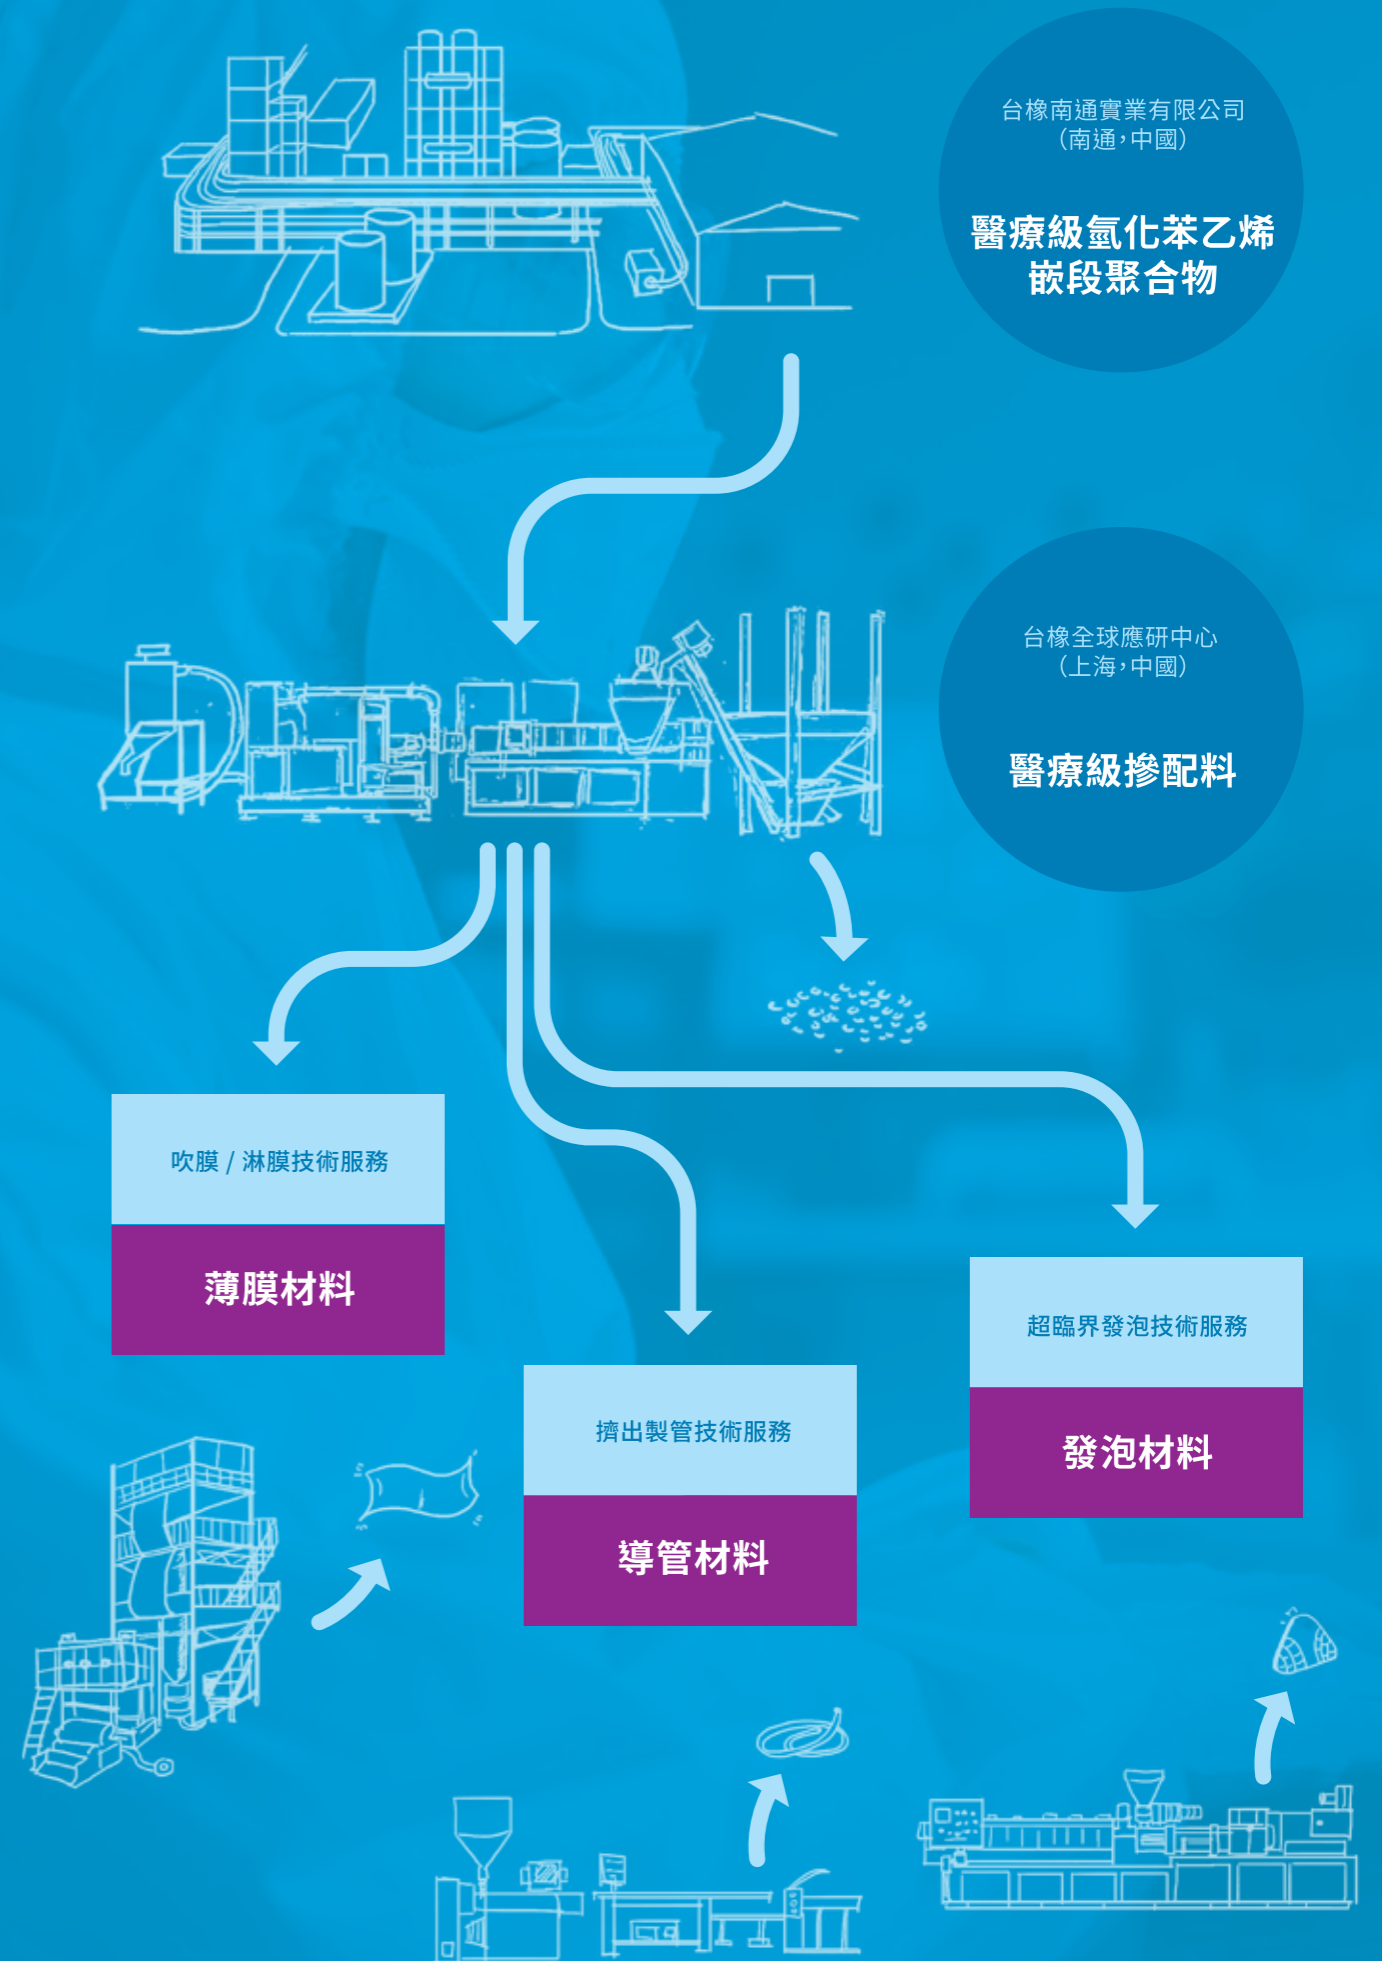 台橡南通實業有限公司
（南通，中國）
醫療級氫化苯乙烯
嵌段聚合物
台橡全球應研中心
（上海，中國）
醫療級摻配料
吹膜 / 淋膜技術服務
薄膜材料
擠出製管技術服務
導管材料
超臨界發泡技術服務
發泡材料